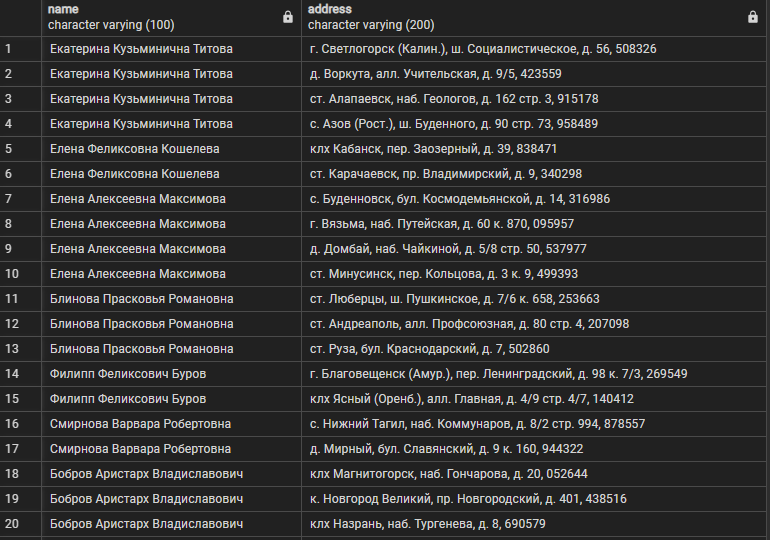 name address
character varying (100) character varying (200)
1 Екатерина Кузьминична Титова г. Светлогорск (Калин.), ш. Социалистическое, д. 56, 508326
2 Екатерина Кузьминична Титова д. Воркута, алл. Учительская, д. 9/5, 423559
3 Екатерина Кузьминична Титова ст. Алапаевск, наб. Геологов, д. 162 стр. 3, 915178
4 Екатерина Кузьминична Титова с. Азов (Рост.), ш. Буденного, д. 90 стр. 73, 958489
5 Елена Феликсовна Кошелева клх Кабанск, пер. Заозерный, д. 39, 838471
6 Елена Феликсовна Кошелева ст. Карачаевск, пр. Владимирский, д. 9, 340298
7 Елена Алексеевна Максимова с. Буденновск, бул. Космодемьянской, д. 14, 316986
8 Елена Алексеевна Максимова г. Вязьма, наб. Путейская, д. 60 к. 870, 095957
9 Елена Алексеевна Максимова д. Домбай, наб. Чайкиной, д. 5/8 стр. 50, 537977
10 Елена Алексеевна Максимова ст. Минусинск, пер. Кольцова, д. 3 к. 9, 499393
11 Блинова Прасковья Романовна ст. Люберцы, ш. Пушкинское, д. 7/6 к. 658, 253663
12 Блинова Прасковья Романовна ст. Андреаполь, алл. Профсоюзная, д. 80 стр. 4, 207098
13 Блинова Прасковья Романовна ст. Руза, бул. Краснодарский, д. 7, 502860
14 Филипп Феликсович Буров г. Благовещенск (Амур.), пер. Ленинградский, д. 98 к. 7/3, 269549
15 Филипп Феликсович Буров клх Ясный (Оренб.), алл. Главная, д. 4/9 стр. 4/7, 140412
16 Смирнова Варвара Робертовна с. Нижний Тагил, наб. Коммунаров, д. 8/2 стр. 994, 878557
17 Смирнова Варвара Робертовна д. Мирный, бул. Славянский, д. 9 к. 160, 944322
18 Бобров Аристарх Владиславович клх Магнитогорск, наб. Гончарова, д. 20, 052644
19 Бобров Аристарх Владиславович к. Новгород Великий, пр. Новгородский, д. 401, 438516
20 Бобров Аристарх Владиславович клх Назрань, наб. Тургенева, д. 8, 690579